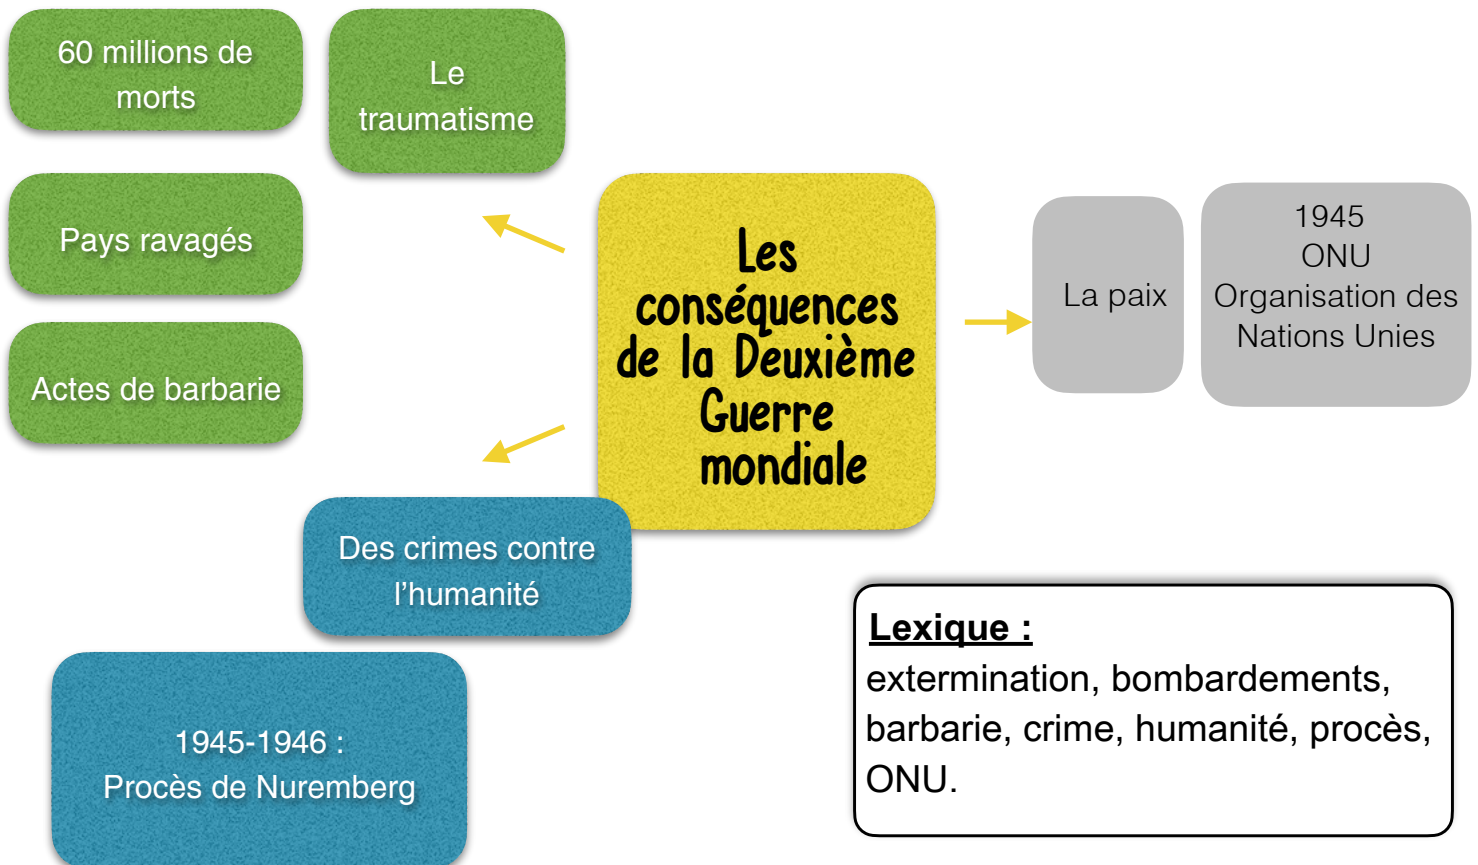 60 millions de
morts
Le
traumatisme
Pays ravagés
Actes de barbarie
Les
conséquences
de la Deuxième
Guerre
mondiale
La paix
1945
ONU
Organisation des
Nations Unies
Des crimes contre
l’humanité
1945-1946 :
Procès de Nuremberg
Lexique :
extermination, bombardements,
barbarie, crime, humanité, procès,
ONU.